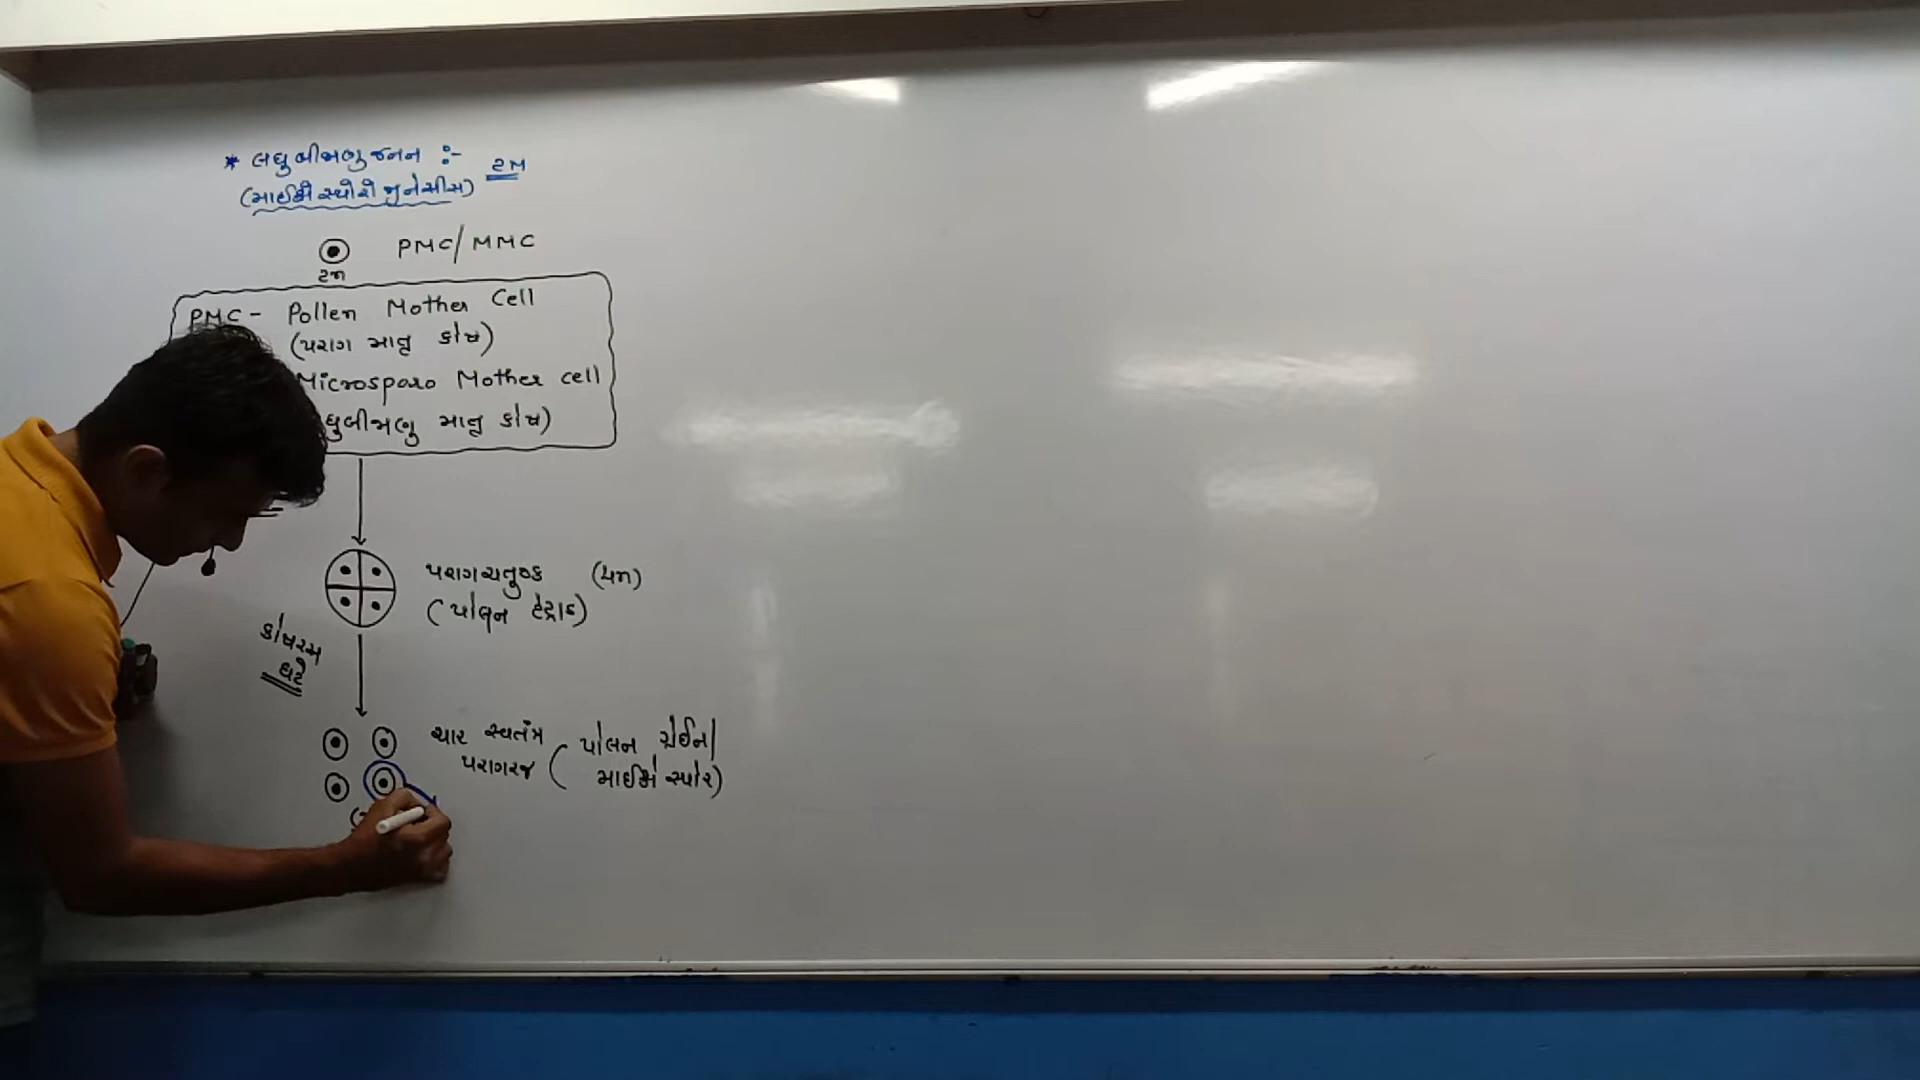 * લઘુબીજાણુજનન :-
(માઈક્રોસ્પોરોજીનેસીસ) 2M
PMC/MMC
2n
PMC - Pollen Mother Cell
(પરાગ માતૃ કોષ)
Microsporo Mother cell
ઘુબીજાણુ માતૃ કોષ)
પરાગચતુષ્ક (4n)
(પોલન ટેટ્રાડ)
કોષરસ
ઘટે
ચાર સ્વતંત્ર (પોલન ગ્રેઈન/
પરાગરજ માઈક્રો સ્પોર)